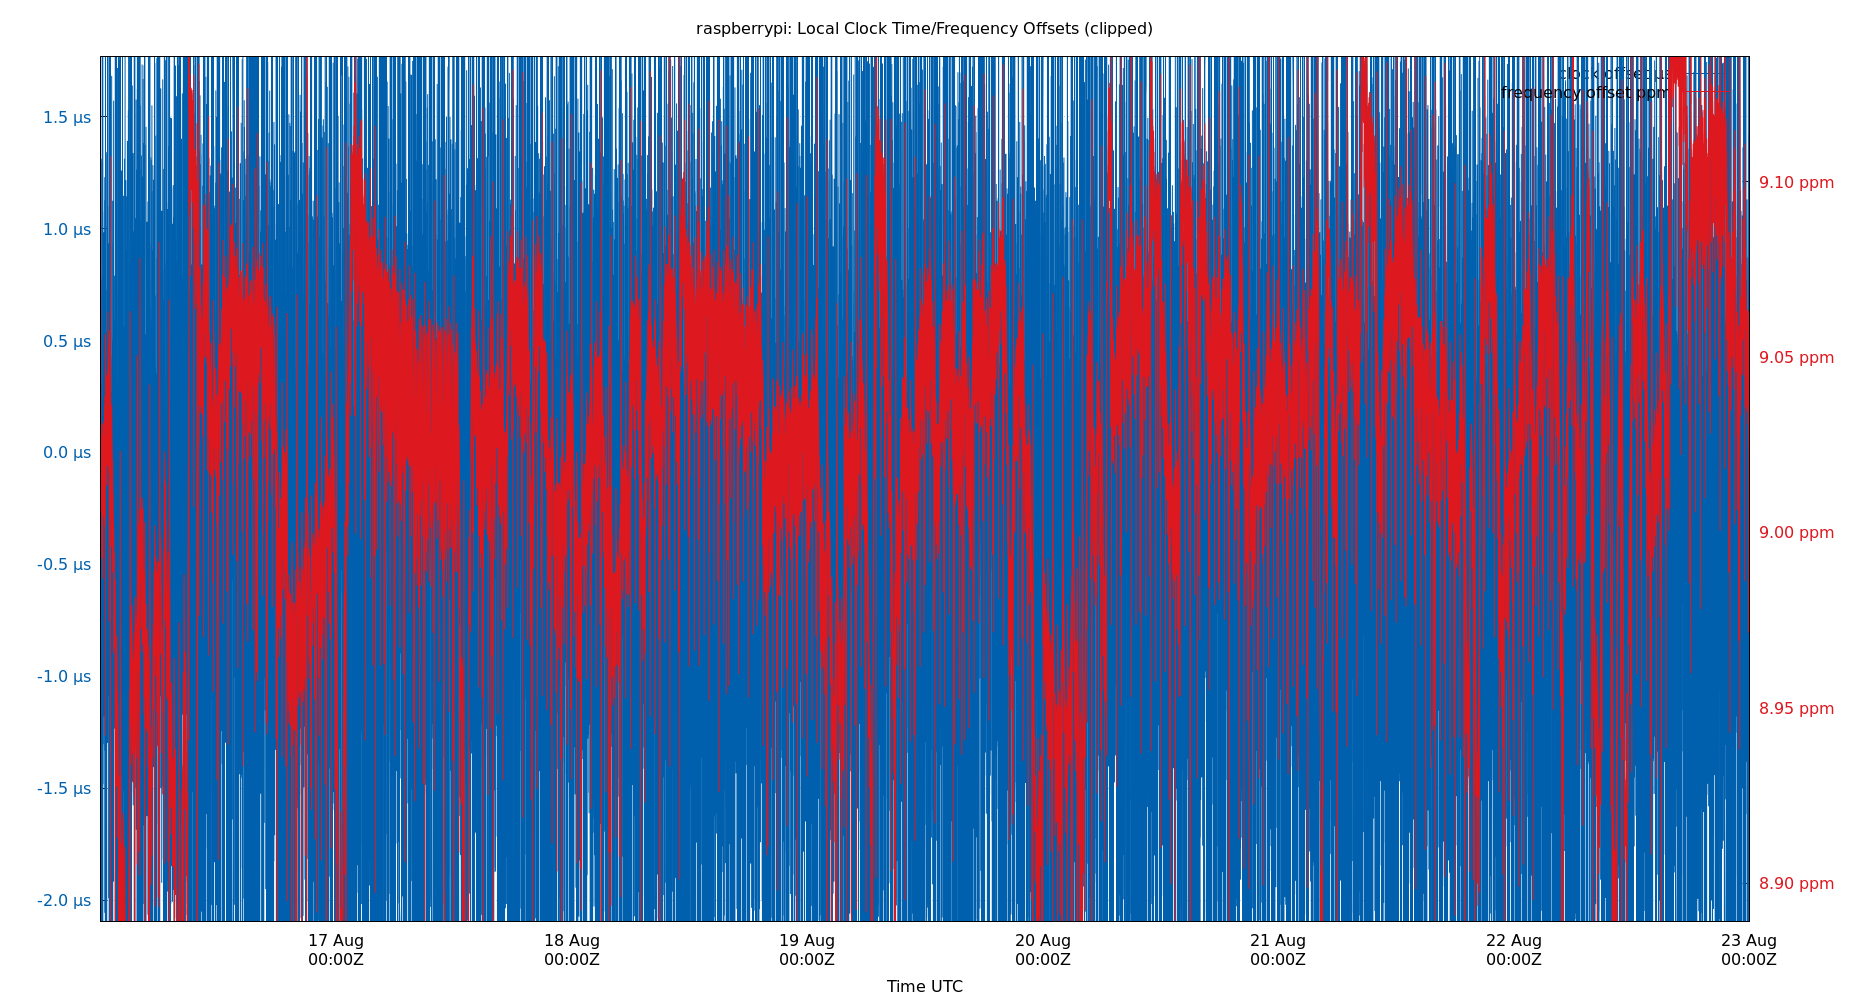 raspberrypi: Local Clock Time/Frequency Offsets (clipped)
clock offset µs
frequency offset ppm
1.5 µs
1.0 µs
0.5 µs
0.0 µs
-0.5 µs
-1.0 µs
-1.5 µs
-2.0 µs
9.10 ppm
9.05 ppm
9.00 ppm
8.95 ppm
8.90 ppm
17 Aug
00:00Z
18 Aug
00:00Z
19 Aug
00:00Z
20 Aug
00:00Z
21 Aug
00:00Z
22 Aug
00:00Z
23 Aug
00:00Z
Time UTC